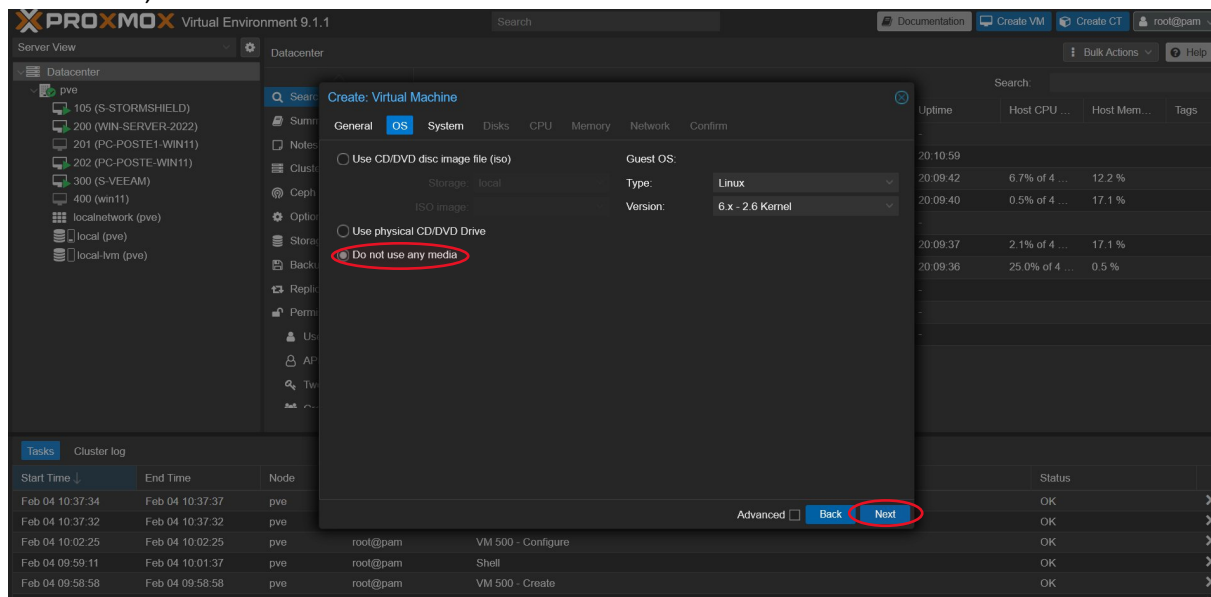 PROXMOX Virtual Environment 9.1.1 Search Documentation Create VM Create CT root@pam
Server View Datacenter Bulk Actions Help
Datacenter
pve
105 (S-STORMSHIELD)
200 (WIN-SERVER-2022)
201 (PC-POSTE1-WIN11)
202 (PC-POSTE-WIN11)
300 (S-VEEAM)
400 (win11)
localnetwork (pve)
local (pve)
local-lvm (pve)
Search:
Uptime Host CPU ... Host Mem... Tags
-
20:10:59
20:09:42 6.7% of 4 ... 12.2 %
20:09:40 0.5% of 4 ... 17.1 %
-
20:09:37 2.1% of 4 ... 17.1 %
20:09:36 25.0% of 4 ... 0.5 %
-
-
-
Searc
Summ
Notes
Cluste
Ceph
Option
Storag
Backu
Replic
Permi
Us
AP
Tw
Create: Virtual Machine
General OS System Disks CPU Memory Network Confirm
Use CD/DVD disc image file (iso) Guest OS:
Storage: local Type: Linux
ISO image: Version: 6.x - 2.6 Kernel
Use physical CD/DVD Drive
Do not use any media
Advanced Back Next
Tasks Cluster log
Start Time End Time Node Status
Feb 04 10:37:34 Feb 04 10:37:37 pve OK
Feb 04 10:37:32 Feb 04 10:37:32 pve OK
Feb 04 10:02:25 Feb 04 10:02:25 pve root@pam VM 500 - Configure OK
Feb 04 09:59:11 Feb 04 10:01:37 pve root@pam Shell OK
Feb 04 09:58:58 Feb 04 09:58:58 pve root@pam VM 500 - Create OK